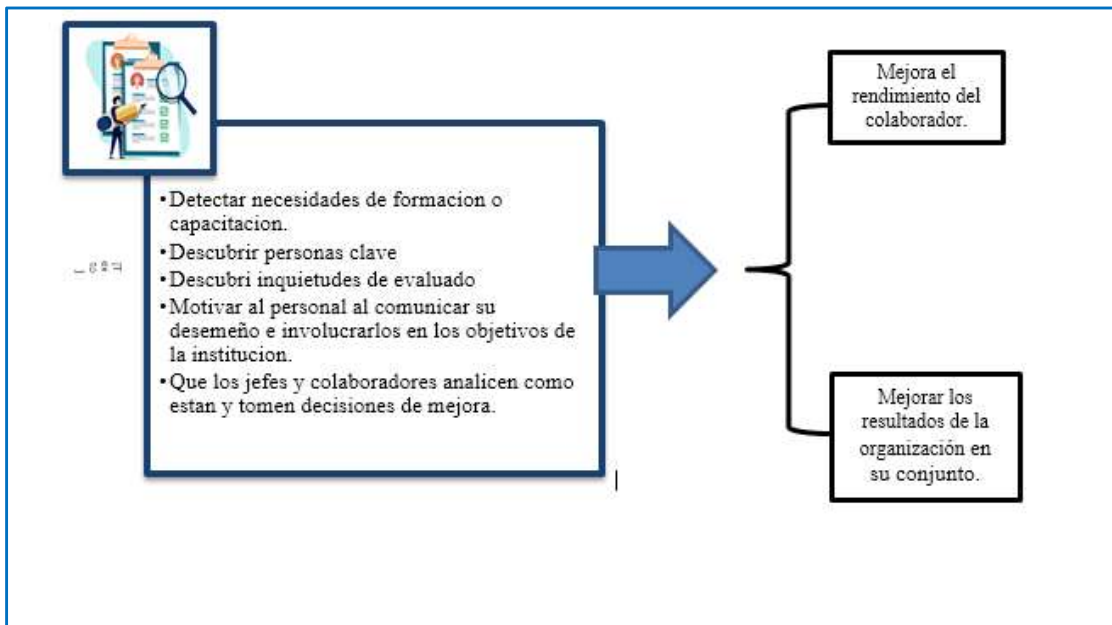 •Detectar necesidades de formacion o
capacitacion.
•Descubrir personas clave
•Descubri inquietudes de evaluado
•Motivar al personal al comunicar su
desemeño e involucrarlos en los objetivos de
la institucion.
•Que los jefes y colaboradores analicen como
estan y tomen decisiones de mejora.
Mejora el
rendimiento del
colaborador.
Mejorar los
resultados de la
organización en
su conjunto.